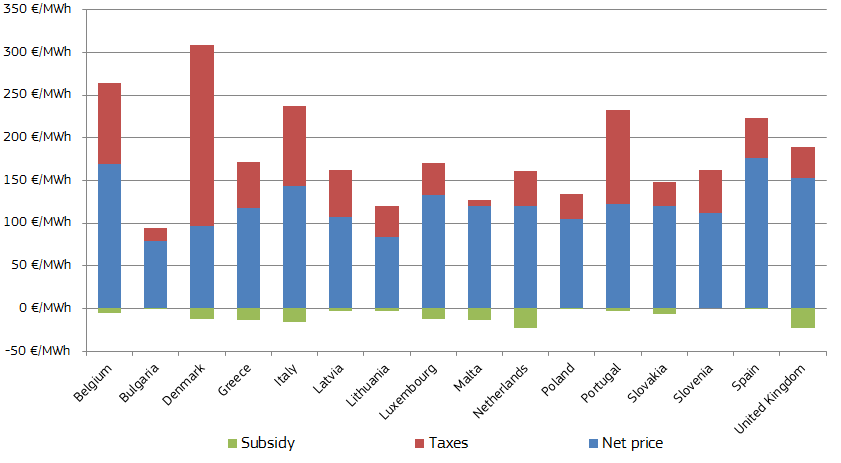 350 €/MWh
300 €/MWh
250 €/MWh
200 €/MWh
150 €/MWh
100 €/MWh
50 €/MWh
0 €/MWh
-50 €/MWh
Belgium
Bulgaria
Denmark
Greece
Italy
Latvia
Lithuania
Luxembourg
Malta
Netherlands
Poland
Portugal
Slovakia
Slovenia
Spain
United Kingdom
Subsidy Taxes Net price